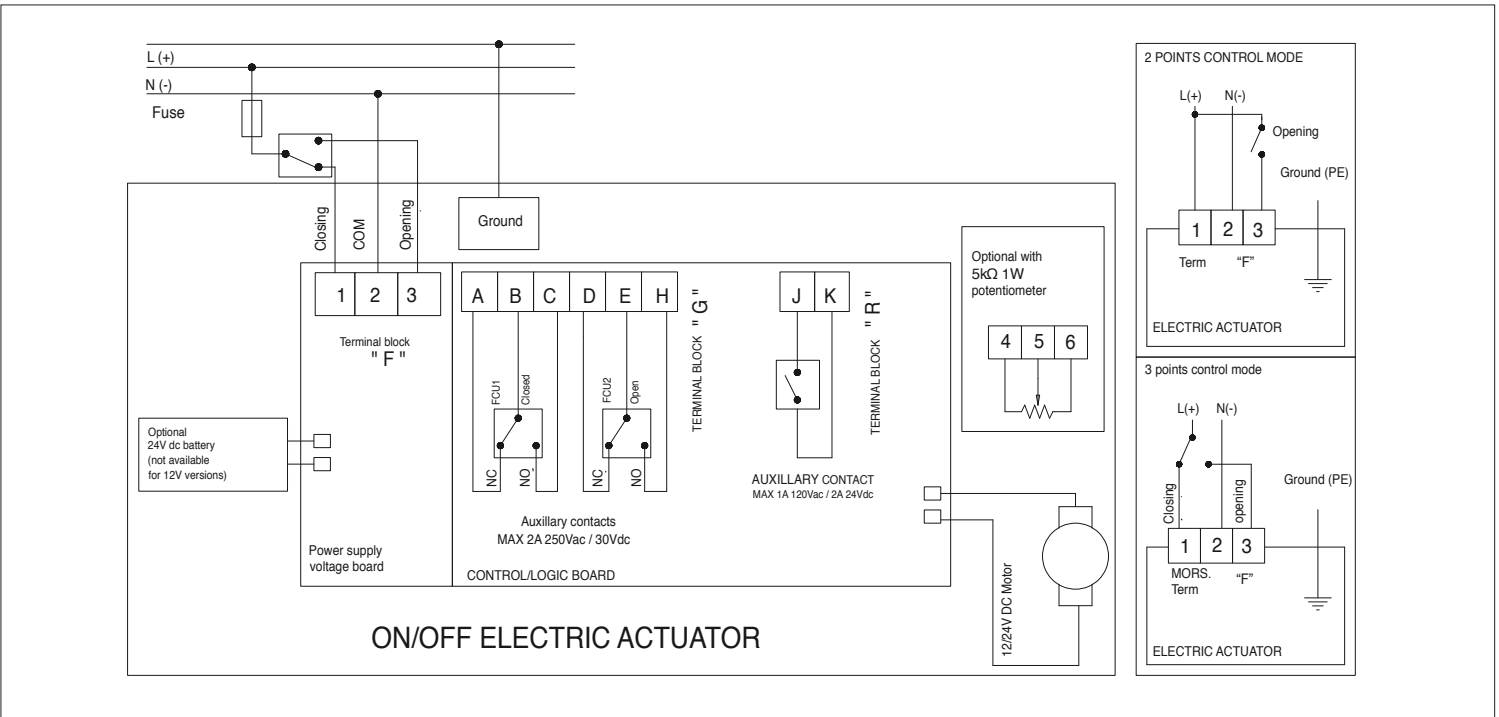 L (+)
N (-)
Fuse
Closing
COM
Opening
Ground
1 2 3
Terminal block
" F "
A B C D E H
TERMINAL BLOCK " G "
FCU1
Closed
FCU2
Open
NC
NO
NC
NO
Auxillary contacts
MAX 2A 250Vac / 30Vdc
J K
TERMINAL BLOCK " R "
AUXILLARY CONTACT
MAX 1A 120Vac / 2A 24Vdc
Optional with
5kΩ 1W
potentiometer
4 5 6
Optional
24V dc battery
(not available
for 12V versions)
Power supply
voltage board
CONTROL/LOGIC BOARD
12/24V DC Motor
ON/OFF ELECTRIC ACTUATOR
2 POINTS CONTROL MODE
L(+) N(-)
Opening
Ground (PE)
1 2 3
Term "F"
ELECTRIC ACTUATOR
3 points control mode
L(+) N(-)
Ground (PE)
Closing
opening
1 2 3
MORS.
Term
"F"
ELECTRIC ACTUATOR